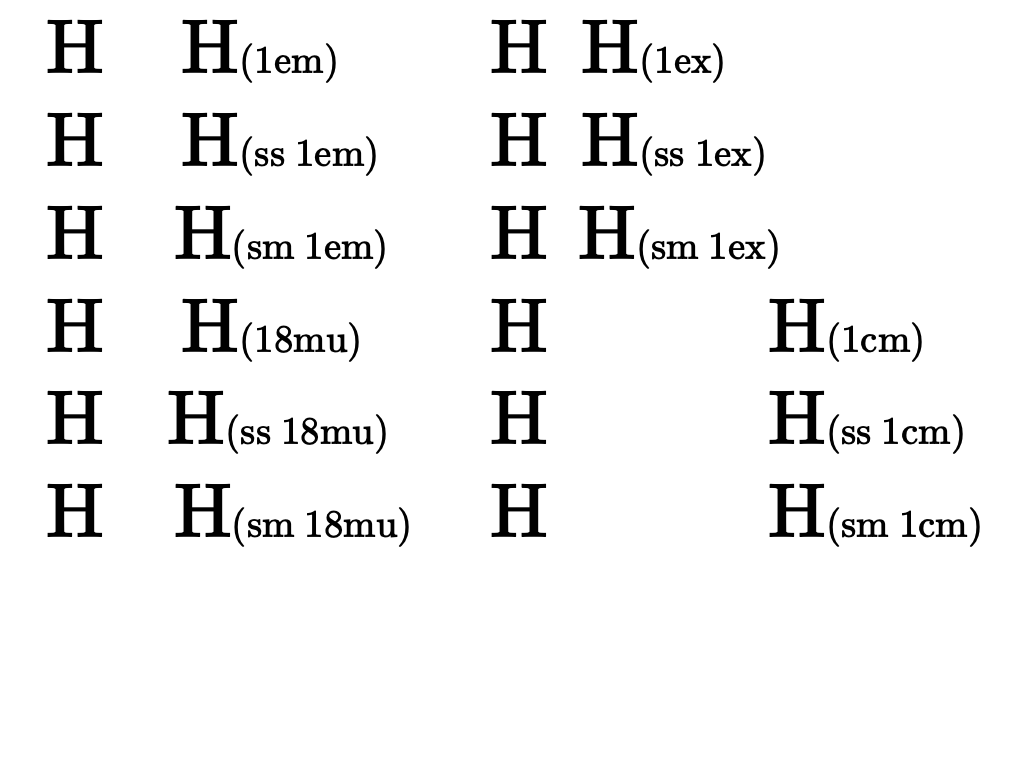 H H(1em) H H(1ex)
H H(ss 1em) H H(ss 1ex)
H H(sm 1em) H H(sm 1ex)
H H(18mu) H H(1cm)
H H(ss 18mu) H H(ss 1cm)
H H(sm 18mu) H H(sm 1cm)